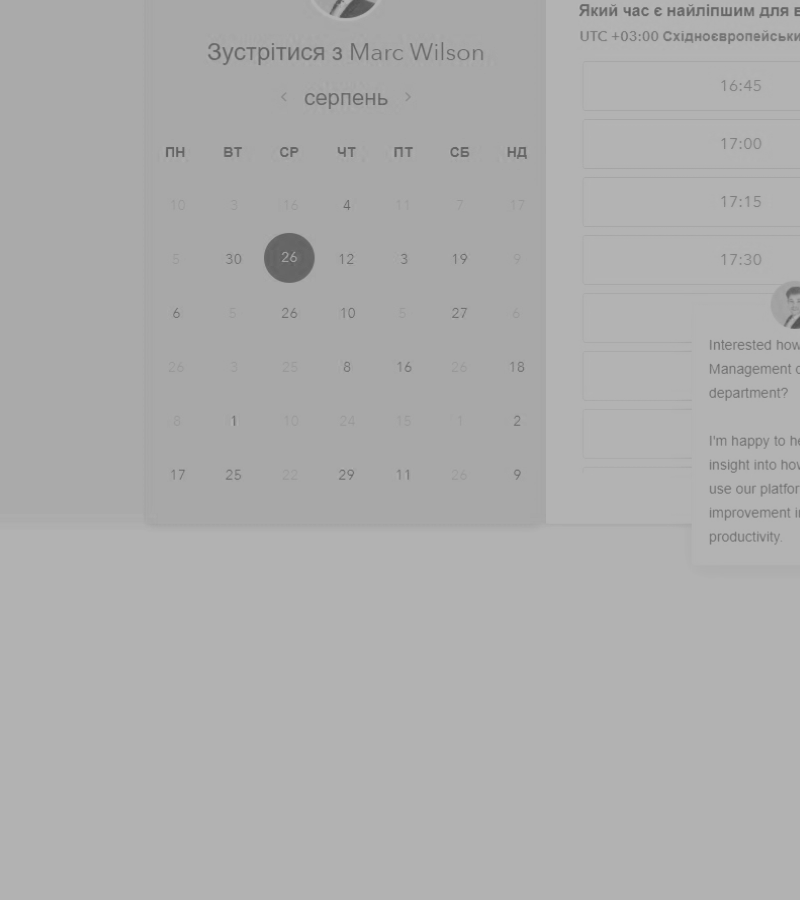 Зустрітися з Marc Wilson
‹ серпень ›
ПН ВТ СР ЧТ ПТ СБ НД
10 3 16 4 11 7 17
5 30 26 12 3 19 9
6 5 26 10 5 27 6
26 3 25 8 16 26 18
8 1 10 24 15 1 2
17 25 22 29 11 26 9
Який час є найліпшим для
UTC +03:00 Східноєвропейськи
16:45
17:00
17:15
17:30
Interested how
Management
department?
I'm happy to
insight into how
use our platfor
improvement
productivity.